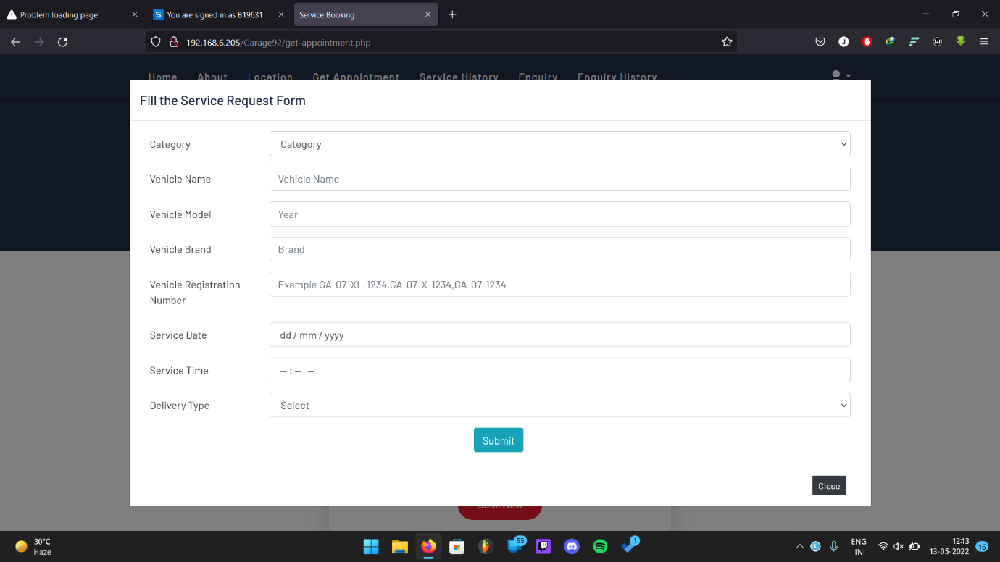 Problem loading page
You are signed in as B19631
Service Booking
192.168.6.205/Garage92/get-appointment.php
Home About Location Get Appointment Service History Enquiry Enquiry History
Fill the Service Request Form
Category
Category
Vehicle Name
Vehicle Name
Vehicle Model
Year
Vehicle Brand
Brand
Vehicle Registration
Number
Example GA-07-XL-1234,GA-07-X-1234,GA-07-1234
Service Date
dd / mm / yyyy
Service Time
-- : -- --
Delivery Type
Select
Submit
Close
Book Now
30°C
Haze
55
1
ENG
IN
12:13
13-05-2022
16